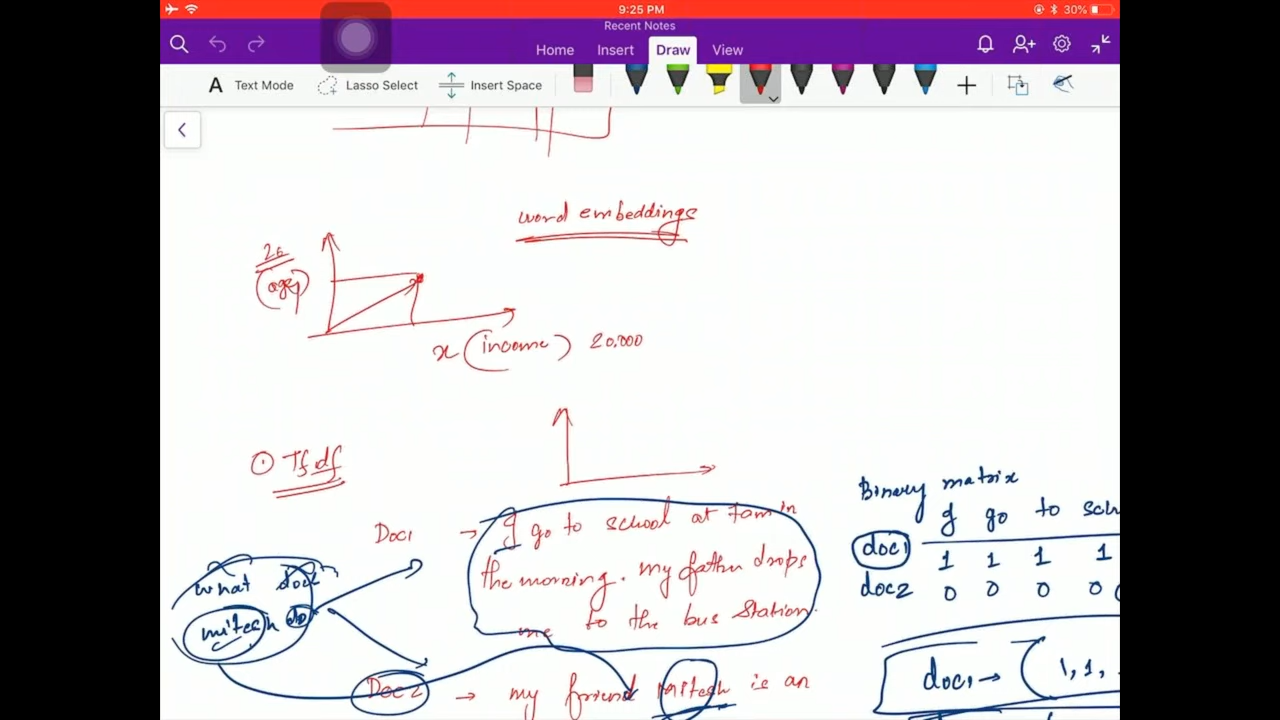 9:25 PM
30%
Recent Notes
Home Insert Draw View
A Text Mode Lasso Select Insert Space
word embeddings
26
(age)
x (income) 20,000
① Tfidf
Binary matrix
I go to sch
doc1 1 1 1 1
doc2 0 0 0 0
Doc1 → I go to school at 7am in
the morning. my father drops
me to the bus station.
what does
mitesh do
Doc2 → my friend mitesh is an
doc1 → (1, 1,